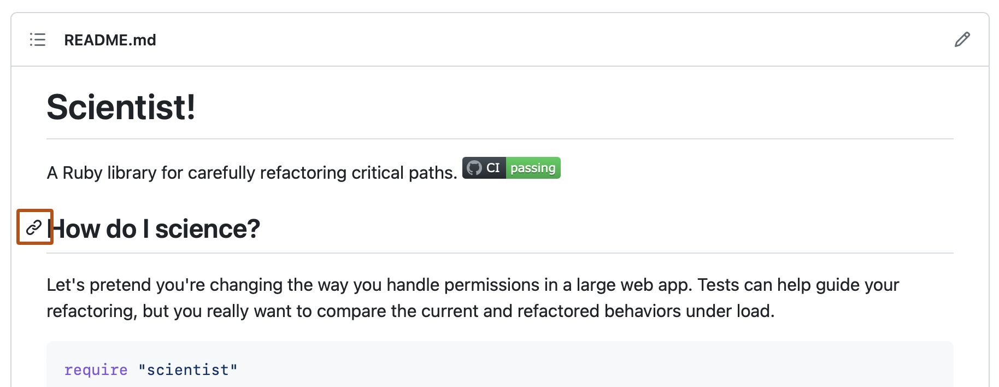 README.md
Scientist!
A Ruby library for carefully refactoring critical paths. CI passing
How do I science?
Let's pretend you're changing the way you handle permissions in a large web app. Tests can help guide your
refactoring, but you really want to compare the current and refactored behaviors under load.
require "scientist"